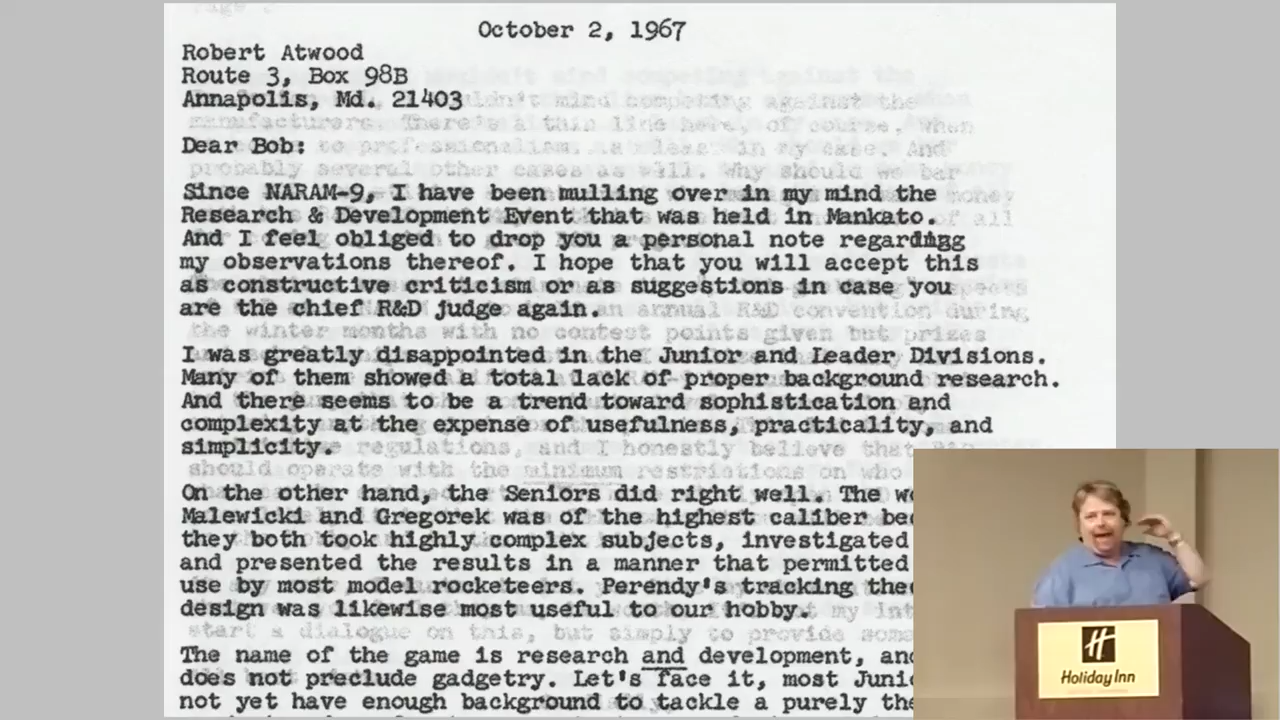 October 2, 1967
Robert Atwood
Route 3, Box 98B
Annapolis, Md. 21403
Dear Bob:
Since NARAM-9, I have been mulling over in my mind the
Research & Development Event that was held in Mankato.
And I feel obliged to drop you a personal note regardingg
my observations thereof. I hope that you will accept this
as constructive criticism or as suggestions in case you
are the chief R&D judge again.
I was greatly disappointed in the Junior and Leader Divisions.
Many of them showed a total lack of proper background research.
And there seems to be a trend toward sophistication and
complexity at the expense of usefulness, practicality, and
simplicity.
On the other hand, the Seniors did right well. The
Malewicki and Gregorek was of the highest caliber
they both took highly complex subjects, investigated
and presented the results in a manner that permitted
use by most model rocketeers. Perendy's tracking
design was likewise most useful to our hobby.
The name of the game is research and development,
does not preclude gadgetry. Let's face it, most
not yet have enough background to tackle a purely
H
Holiday Inn